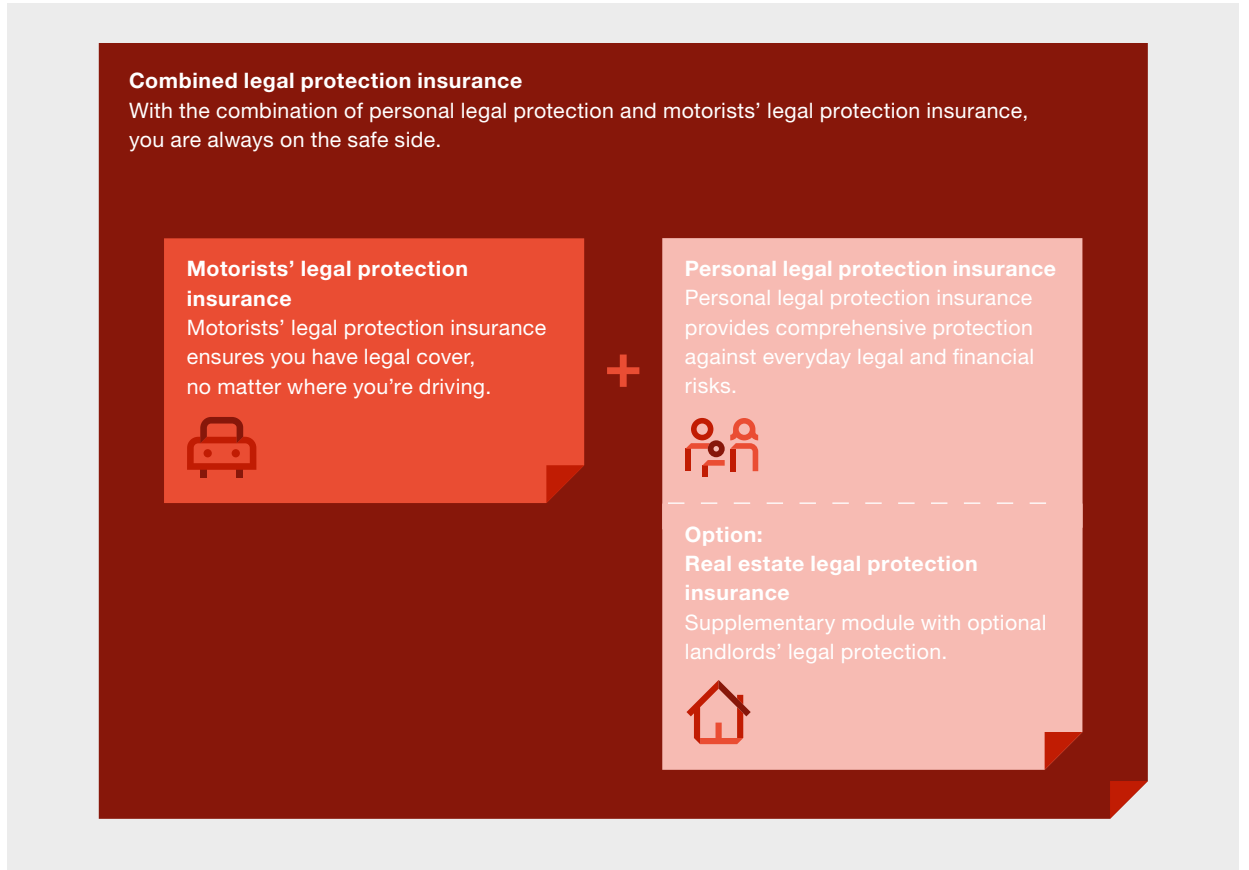 Combined legal protection insurance
With the combination of personal legal protection and motorists’ legal protection insurance,
you are always on the safe side.
Motorists’ legal protection
insurance
Motorists’ legal protection insurance
ensures you have legal cover,
no matter where you’re driving.
+
Personal legal protection insurance
Personal legal protection insurance
provides comprehensive protection
against everyday legal and financial
risks.
Option:
Real estate legal protection
insurance
Supplementary module with optional
landlords’ legal protection.